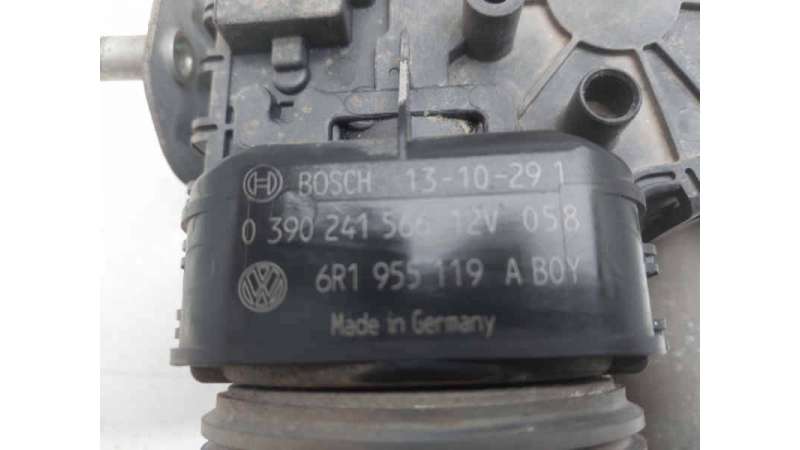 BOSCH 13-10-29 1
0 390 241 566 12V 058
6R1 955 119 A BOY
Made in Germany